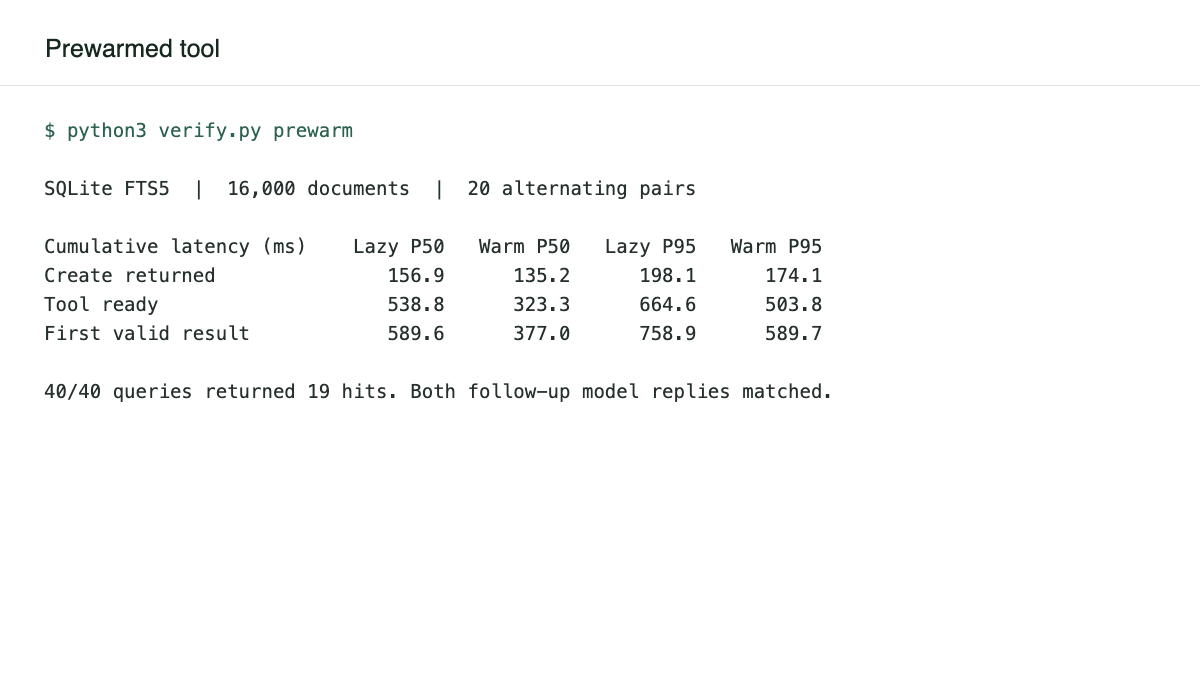 Prewarmed tool
$ python3 verify.py prewarm
SQLite FTS5  |  16,000 documents  |  20 alternating pairs
Cumulative latency (ms)    Lazy P50   Warm P50   Lazy P95   Warm P95
Create returned               156.9      135.2      198.1      174.1
Tool ready                    538.8      323.3      664.6      503.8
First valid result            589.6      377.0      758.9      589.7
40/40 queries returned 19 hits. Both follow-up model replies matched.